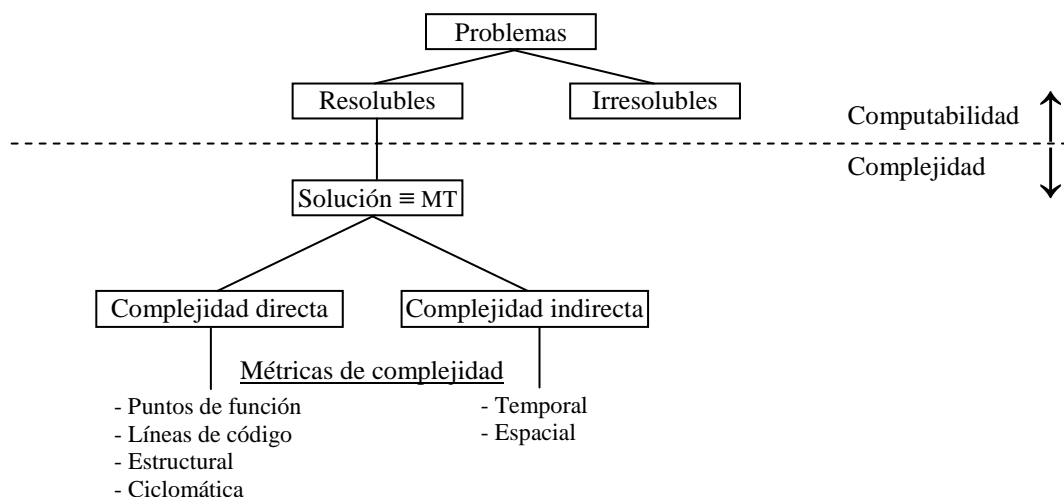 Problemas
Resolubles
Irresolubles
Computabilidad
Complejidad
Solución ≡ MT
Complejidad directa
Complejidad indirecta
Métricas de complejidad
- Puntos de función
- Líneas de código
- Estructural
- Ciclomática
- Temporal
- Espacial